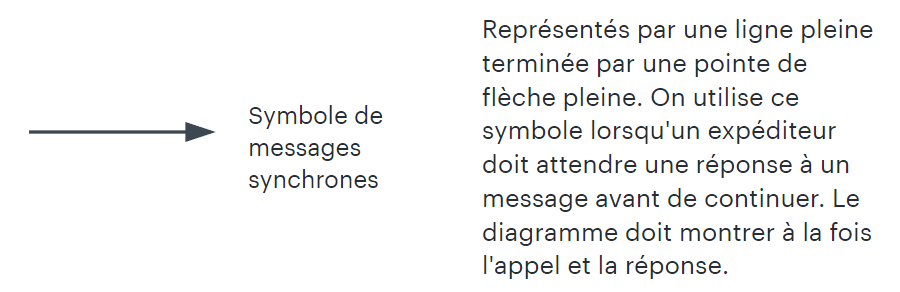 Symbole de
messages
synchrones
Représentés par une ligne pleine
terminée par une pointe de
flèche pleine. On utilise ce
symbole lorsqu'un expéditeur
doit attendre une réponse à un
message avant de continuer. Le
diagramme doit montrer à la fois
l'appel et la réponse.